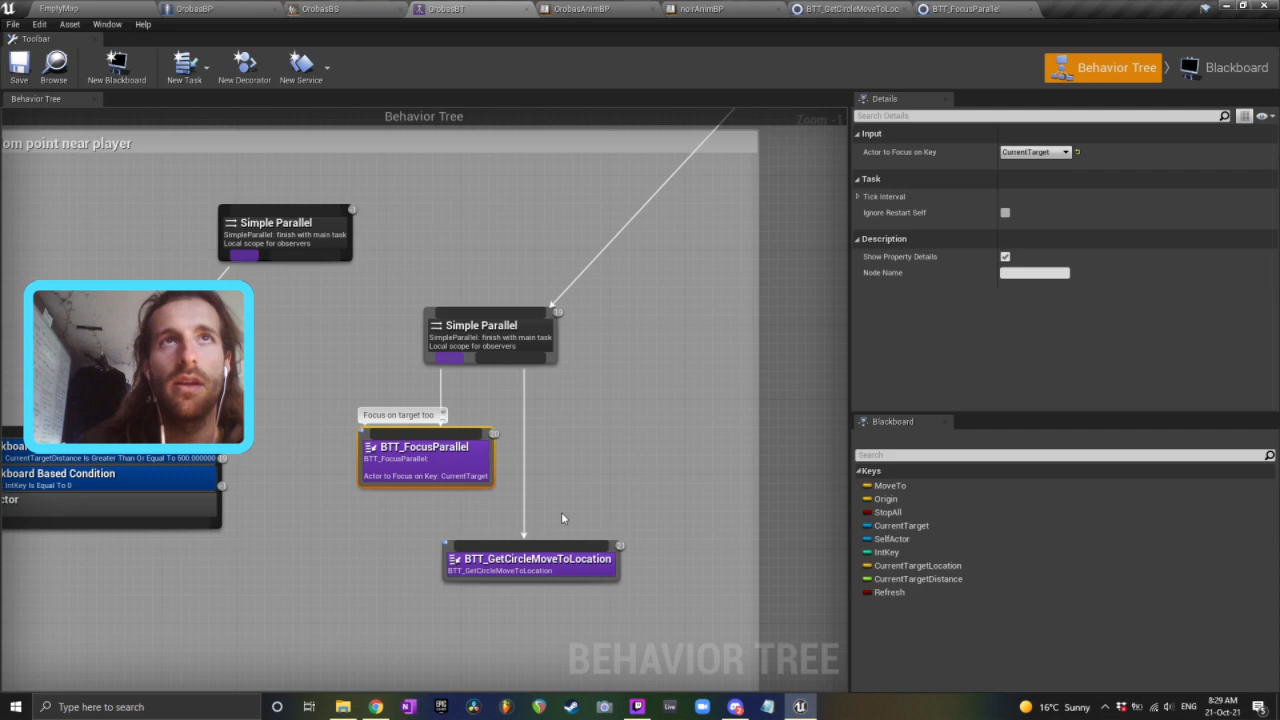 EmptyMap
OrobasBP
OrobasBS
OrobasBT
OrobasAnimBP
noirAnimBP
BTT_GetCircleMoveToLoc
BTT_FocusParallel
File
Edit
Asset
Window
Help
Toolbar
Save
Browse
New Blackboard
New Task
New Decorator
New Service
Behavior Tree
Blackboard
Behavior Tree
Behavior Tree
Zoom -1
om point near player
Simple Parallel
SimpleParallel: finish with main task
Local scope for observers
Simple Parallel
SimpleParallel: finish with main task
Local scope for observers
Focus on target too
BTT_FocusParallel
BTT_FocusParallel:
Actor to Focus on Key: CurrentTarget
kboard Based Condition
CurrentTargetDistance is Greater Than Or Equal To 500.000000
kboard Based Condition
IntKey is Equal To 0
ctor
BTT_GetCircleMoveToLocation
BTT_GetCircleMoveToLocation
BEHAVIOR TREE
Details
Search Details
Input
Actor to Focus on Key
CurrentTarget
Task
Tick Interval
Ignore Restart Self
Description
Show Property Details
Node Name
Blackboard
Search
Keys
MoveTo
Origin
StopAll
CurrentTarget
SelfActor
IntKey
CurrentTargetLocation
CurrentTargetDistance
Refresh
Type here to search
Live
16°C Sunny
ENG
8:29 AM
21-Oct-21